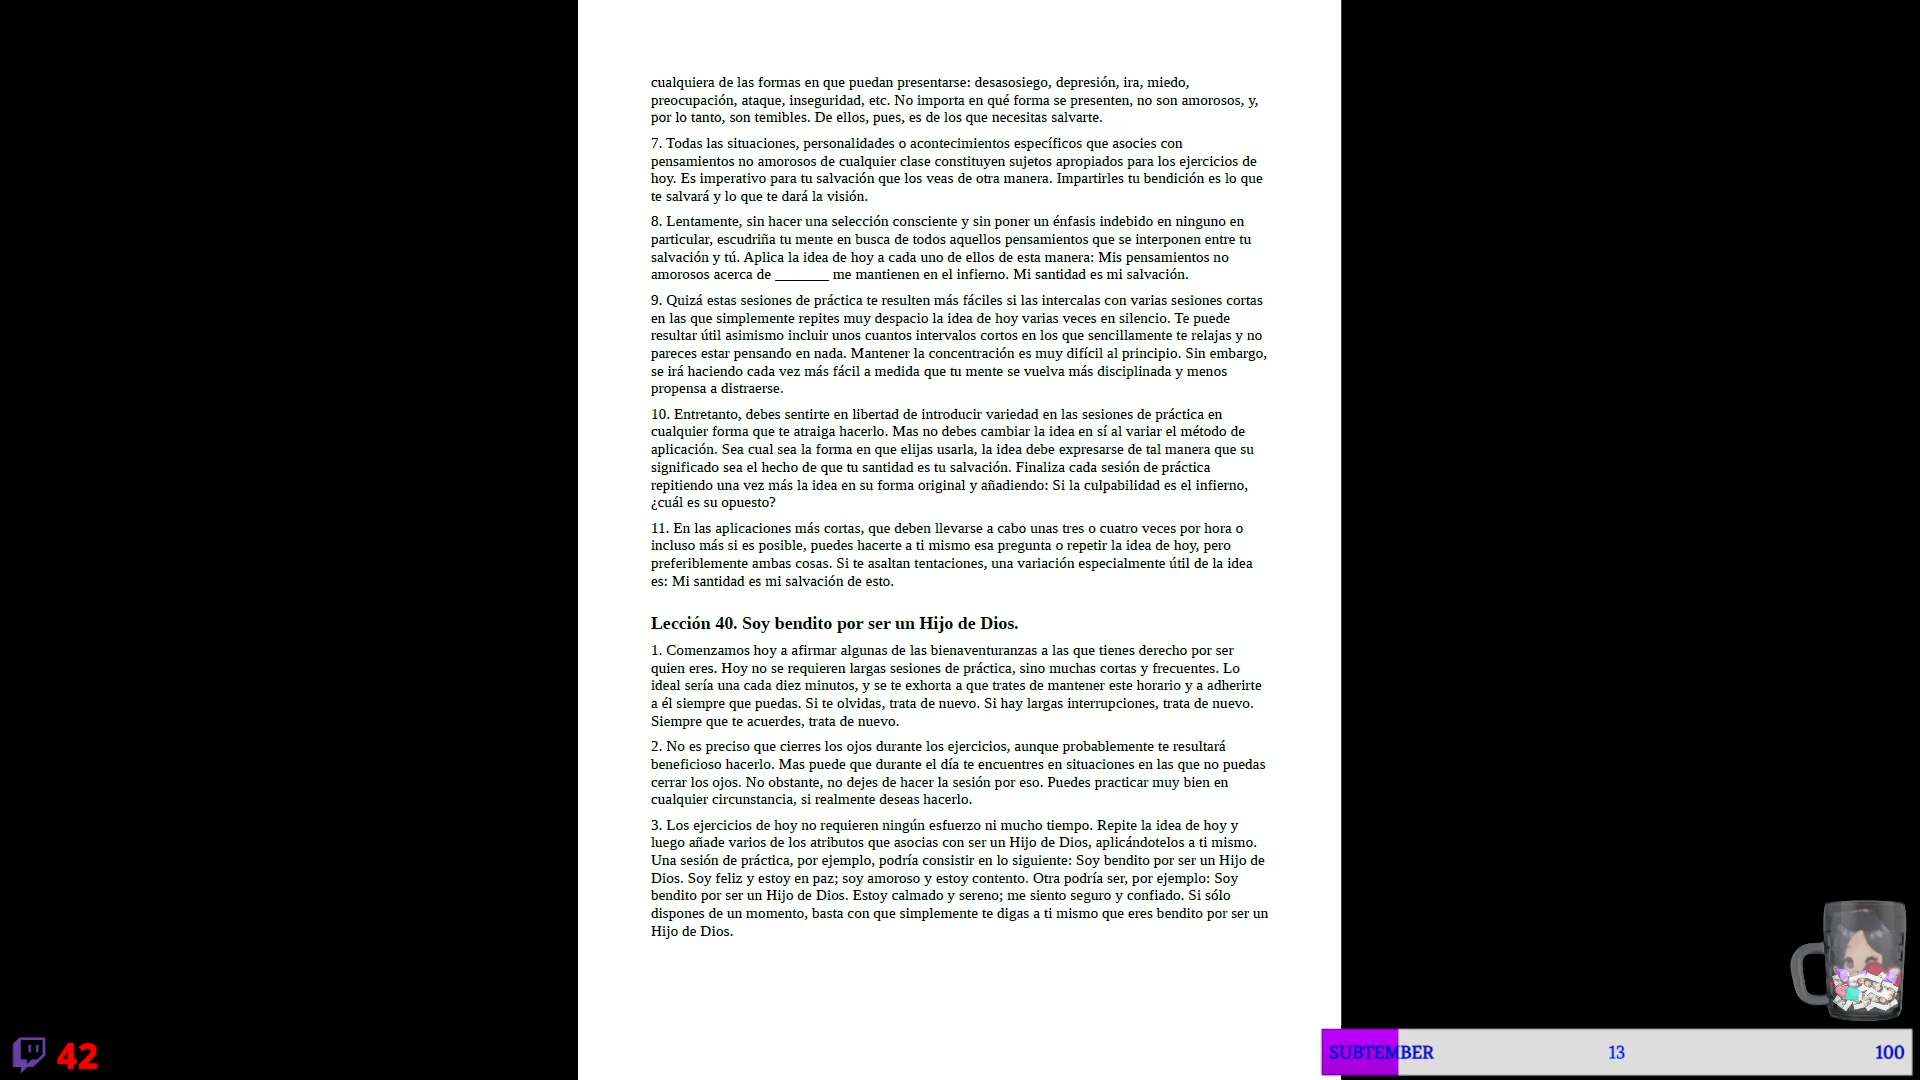 cualquiera de las formas en que puedan presentarse: desasosiego, depresión, ira, miedo,
preocupación, ataque, inseguridad, etc. No importa en qué forma se presenten, no son amorosos, y,
por lo tanto, son temibles. De ellos, pues, es de los que necesitas salvarte.
7. Todas las situaciones, personalidades o acontecimientos específicos que asocies con
pensamientos no amorosos de cualquier clase constituyen sujetos apropiados para los ejercicios de
hoy. Es imperativo para tu salvación que los veas de otra manera. Impartirles tu bendición es lo que
te salvará y lo que te dará la visión.
8. Lentamente, sin hacer una selección consciente y sin poner un énfasis indebido en ninguno en
particular, escudriña tu mente en busca de todos aquellos pensamientos que se interponen entre tu
salvación y tú. Aplica la idea de hoy a cada uno de ellos de esta manera: Mis pensamientos no
amorosos acerca de _______ me mantienen en el infierno. Mi santidad es mi salvación.
9. Quizá estas sesiones de práctica te resulten más fáciles si las intercalas con varias sesiones cortas
en las que simplemente repites muy despacio la idea de hoy varias veces en silencio. Te puede
resultar útil asimismo incluir unos cuantos intervalos cortos en los que sencillamente te relajas y no
pareces estar pensando en nada. Mantener la concentración es muy difícil al principio. Sin embargo,
se irá haciendo cada vez más fácil a medida que tu mente se vuelva más disciplinada y menos
propensa a distraerse.
10. Entretanto, debes sentirte en libertad de introducir variedad en las sesiones de práctica en
cualquier forma que te atraiga hacerlo. Mas no debes cambiar la idea en sí al variar el método de
aplicación. Sea cual sea la forma en que elijas usarla, la idea debe expresarse de tal manera que su
significado sea el hecho de que tu santidad es tu salvación. Finaliza cada sesión de práctica
repitiendo una vez más la idea en su forma original y añadiendo: Si la culpabilidad es el infierno,
¿cuál es su opuesto?
11. En las aplicaciones más cortas, que deben llevarse a cabo unas tres o cuatro veces por hora o
incluso más si es posible, puedes hacerte a ti mismo esa pregunta o repetir la idea de hoy, pero
preferiblemente ambas cosas. Si te asaltan tentaciones, una variación especialmente útil de la idea
es: Mi santidad es mi salvación de esto.
Lección 40. Soy bendito por ser un Hijo de Dios.
1. Comenzamos hoy a afirmar algunas de las bienaventuranzas a las que tienes derecho por ser
quien eres. Hoy no se requieren largas sesiones de práctica, sino muchas cortas y frecuentes. Lo
ideal sería una cada diez minutos, y se te exhorta a que trates de mantener este horario y a adherirte
a él siempre que puedas. Si te olvidas, trata de nuevo. Si hay largas interrupciones, trata de nuevo.
Siempre que te acuerdes, trata de nuevo.
2. No es preciso que cierres los ojos durante los ejercicios, aunque probablemente te resultará
beneficioso hacerlo. Mas puede que durante el día te encuentres en situaciones en las que no puedas
cerrar los ojos. No obstante, no dejes de hacer la sesión por eso. Puedes practicar muy bien en
cualquier circunstancia, si realmente deseas hacerlo.
3. Los ejercicios de hoy no requieren ningún esfuerzo ni mucho tiempo. Repite la idea de hoy y
luego añade varios de los atributos que asocias con ser un Hijo de Dios, aplicándotelos a ti mismo.
Una sesión de práctica, por ejemplo, podría consistir en lo siguiente: Soy bendito por ser un Hijo de
Dios. Soy feliz y estoy en paz; soy amoroso y estoy contento. Otra podría ser, por ejemplo: Soy
bendito por ser un Hijo de Dios. Estoy calmado y sereno; me siento seguro y confiado. Si sólo
dispones de un momento, basta con que simplemente te digas a ti mismo que eres bendito por ser un
Hijo de Dios.
42
SUBTEMBER 13 100